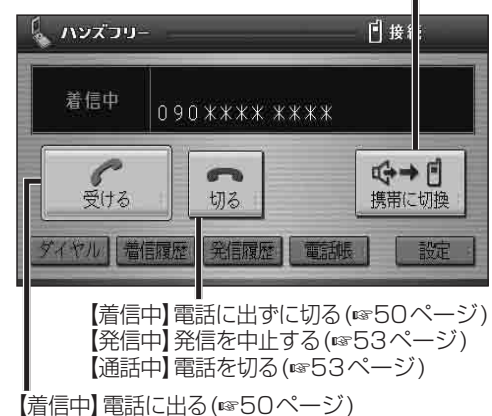 ハンズフリー
接続
着信中
090**** ****
受ける
切る
携帯に切換
ダイヤル
着信履歴
発信履歴
電話帳
設定
【着信中】電話に出ずに切る(☞50ページ)
【発信中】発信を中止する(☞53ページ)
【通話中】電話を切る(☞53ページ)
【着信中】電話に出る(☞50ページ)